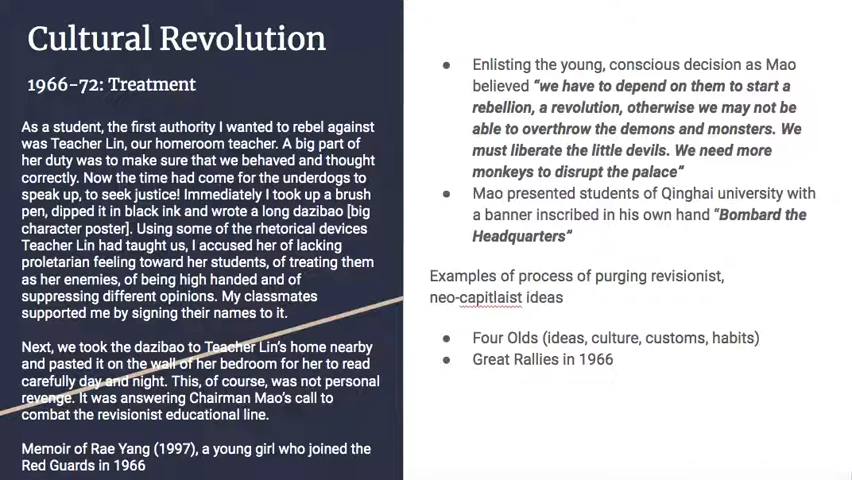 Cultural Revolution
1966-72: Treatment
As a student, the first authority I wanted to rebel against
was Teacher Lin, our homeroom teacher. A big part of
her duty was to make sure that we behaved and thought
correctly. Now the time had come for the underdogs to
speak up, to seek justice! Immediately I took up a brush
pen, dipped it in black ink and wrote a long dazibao [big
character poster]. Using some of the rhetorical devices
Teacher Lin had taught us, I accused her of lacking
proletarian feeling toward her students, of treating them
as her enemies, of being high handed and of
suppressing different opinions. My classmates
supported me by signing their names to it.
Next, we took the dazibao to Teacher Lin's home nearby
and pasted it on the wall of her bedroom for her to read
carefully day and night. This, of course, was not personal
revenge. It was answering Chairman Mao's call to
combat the revisionist educational line.
Memoir of Rae Yang (1997), a young girl who joined the
Red Guards in 1966
● Enlisting the young, conscious decision as Mao
believed "we have to depend on them to start a
rebellion, a revolution, otherwise we may not be
able to overthrow the demons and monsters. We
must liberate the little devils. We need more
monkeys to disrupt the palace"
● Mao presented students of Qinghai university with
a banner inscribed in his own hand "Bombard the
Headquarters"
Examples of process of purging revisionist,
neo-capitlaist ideas
● Four Olds (ideas, culture, customs, habits)
● Great Rallies in 1966